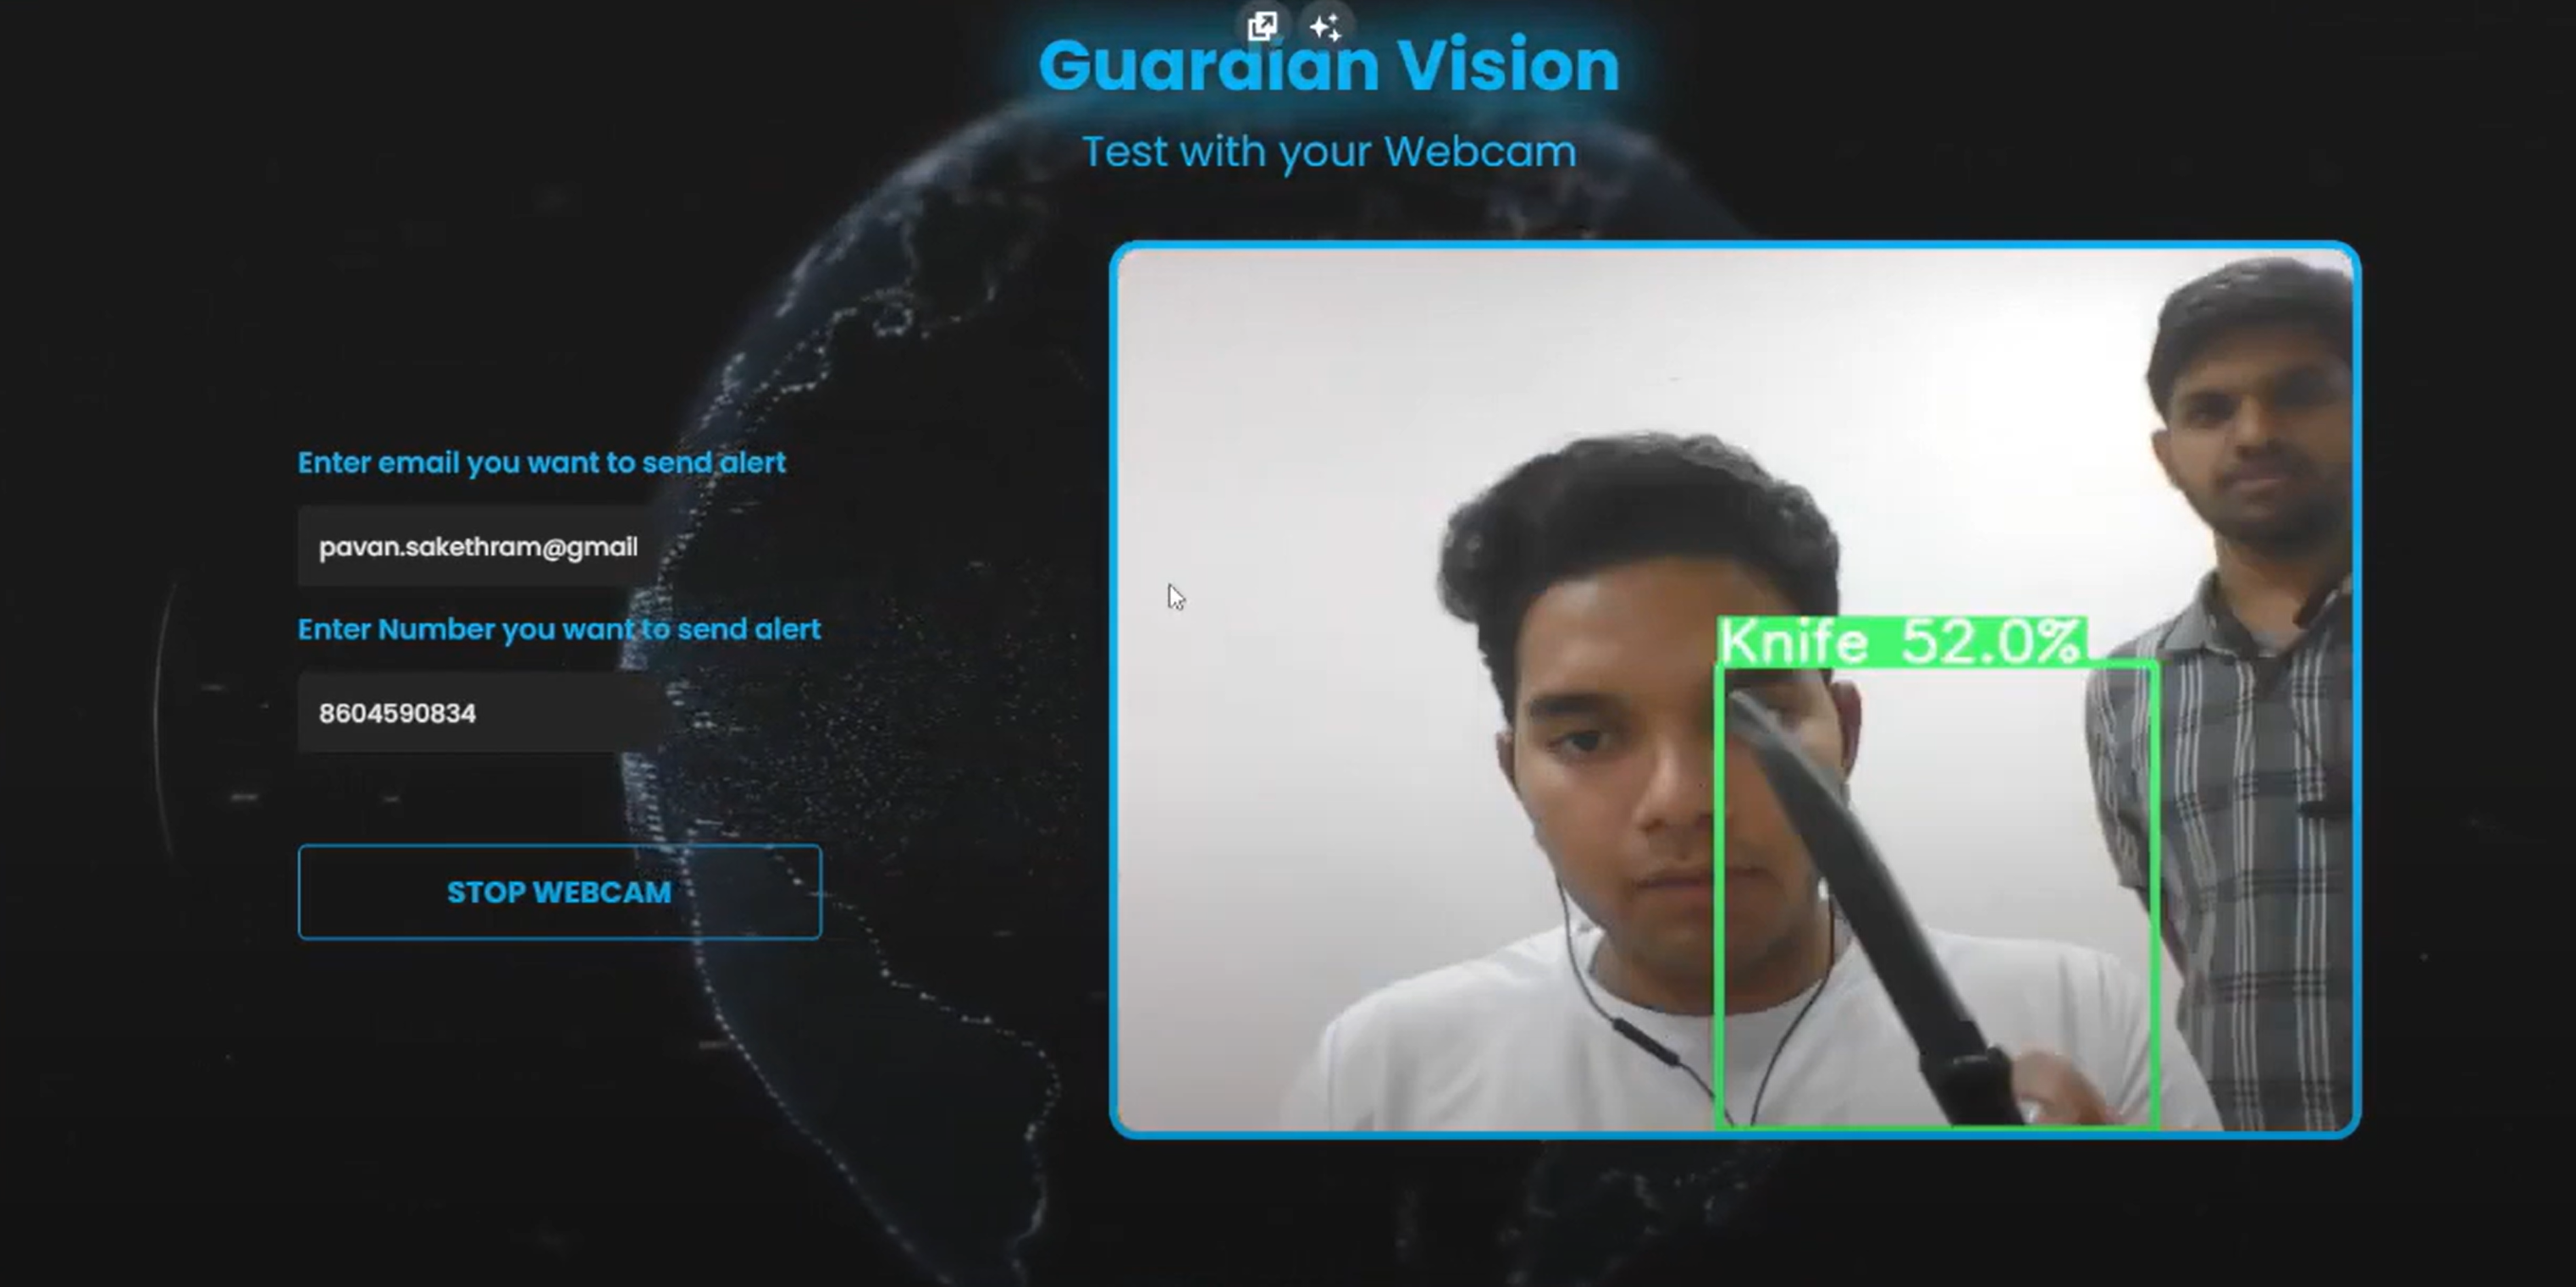 Guardian Vision
Test with your Webcam
Enter email you want to send alert
pavan.sakethram@gmail
Enter Number you want to send alert
8604590834
STOP WEBCAM
Knife 52.0%